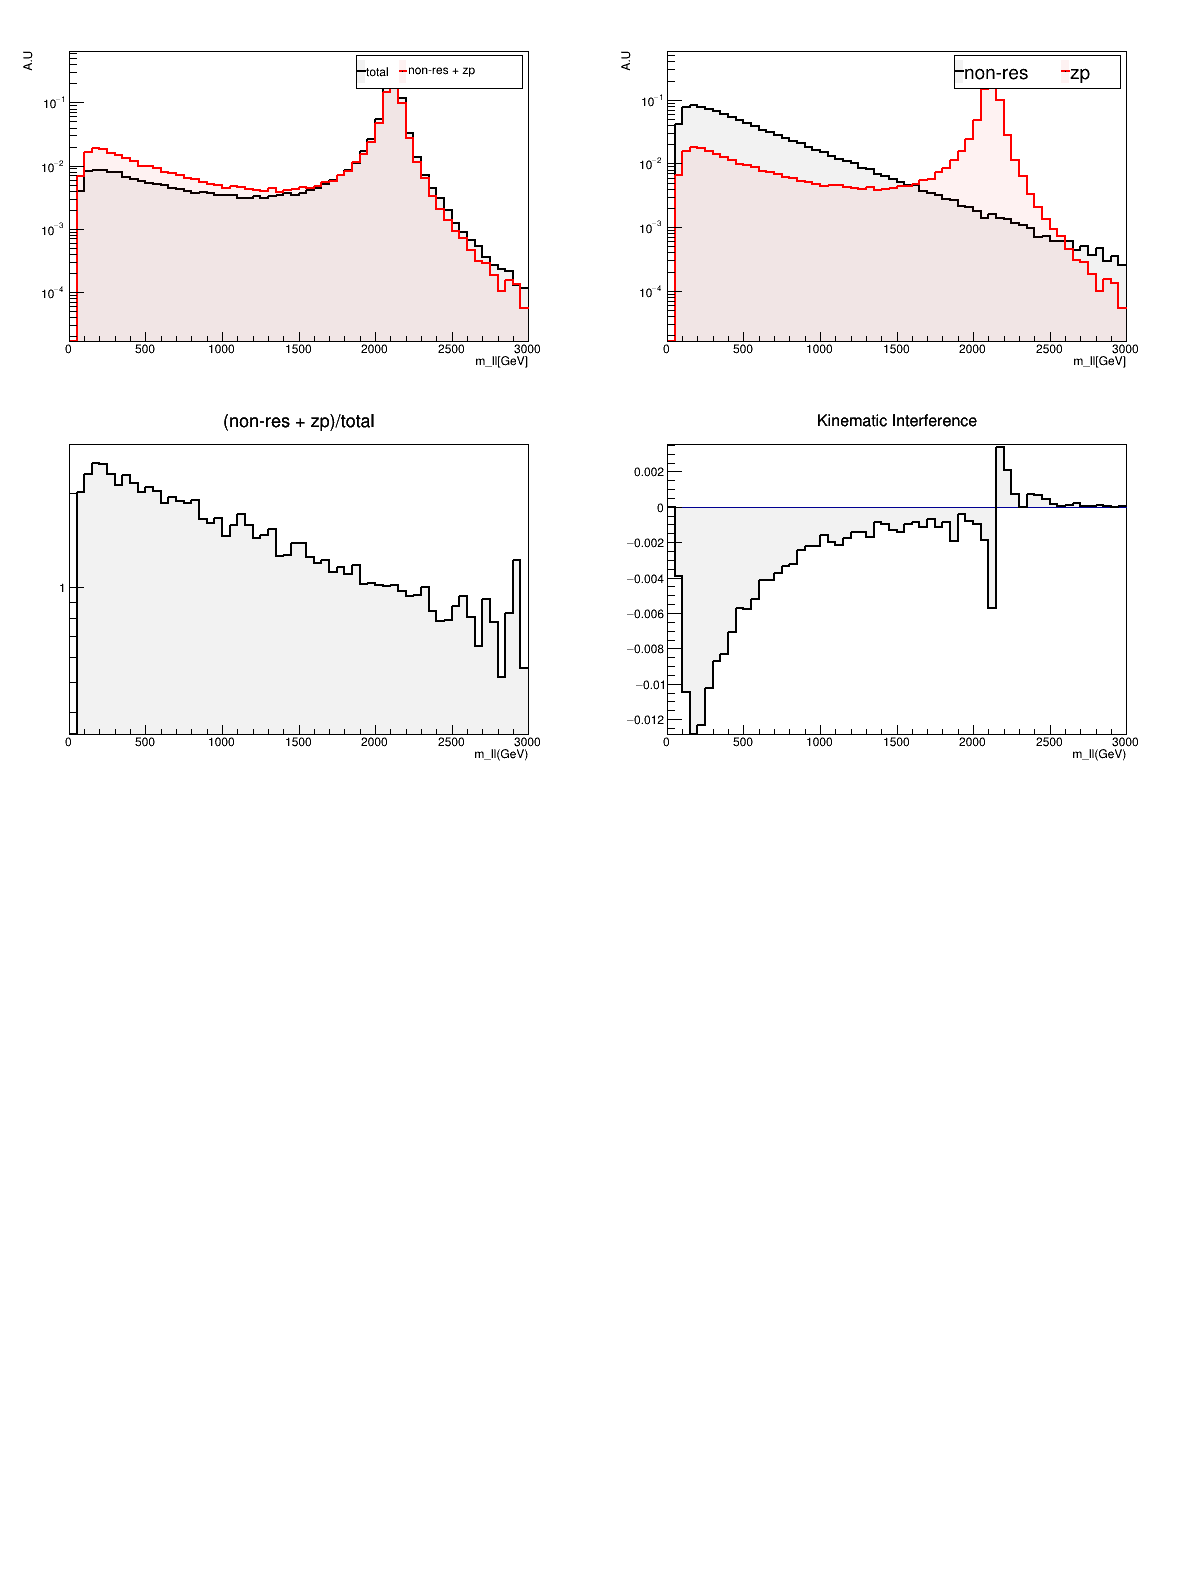 A.U
total non-res + zp
10^-1
10^-2
10^-3
10^-4
0 500 1000 1500 2000 2500 3000
m_ll[GeV]
A.U
non-res zp
10^-1
10^-2
10^-3
10^-4
0 500 1000 1500 2000 2500 3000
m_ll[GeV]
(non-res + zp)/total
1
0 500 1000 1500 2000 2500 3000
m_ll(GeV)
Kinematic Interference
0.002
0
−0.002
−0.004
−0.006
−0.008
−0.01
−0.012
0 500 1000 1500 2000 2500 3000
m_ll(GeV)